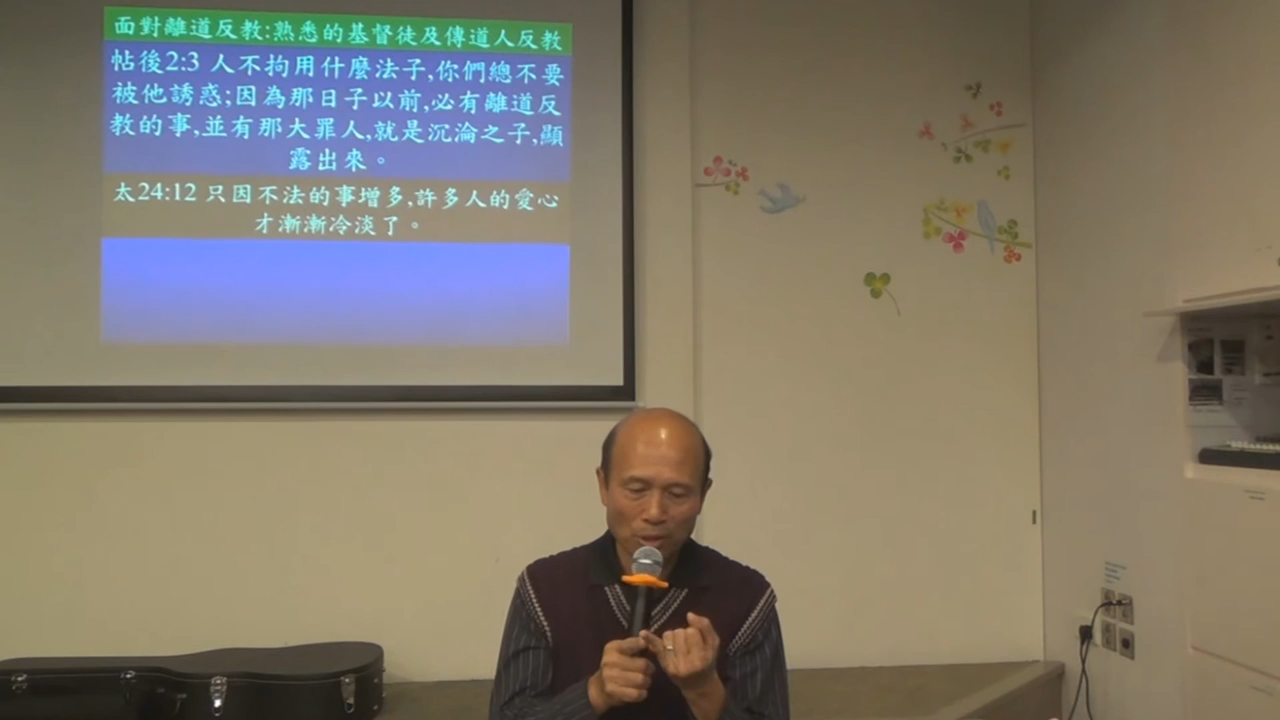 面對離道反教:熟悉的基督徒及傳道人反教
帖後2:3 人不拘用什麼法子,你們總不要
被他誘惑;因為那日子以前,必有離道反
教的事,並有那大罪人,就是沉淪之子,顯
露出來。
太24:12 只因不法的事增多,許多人的愛心
才漸漸冷淡了。